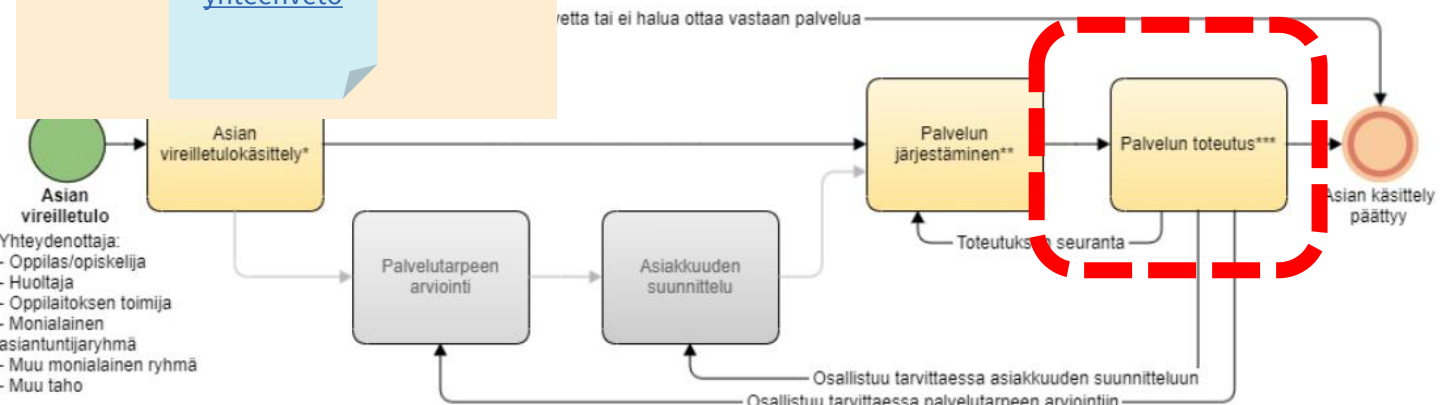 yhteenveto
vetta tai ei halua ottaa vastaan palvelua
Asian
vireilletulokäsittely*
Palvelun
järjestäminen**
Palvelun toteutus***
Asian
vireilletulo
Yhteydenottaja:
- Oppilas/opiskelija
- Huoltaja
- Oppilaitoksen toimija
- Monialainen
asiantuntijaryhmä
- Muu monialainen ryhmä
- Muu taho
Palvelutarpeen
arviointi
Asiakkuuden
suunnittelu
Toteutuksen seuranta
Asian käsittely
päättyy
Osallistuu tarvittaessa asiakkuuden suunnitteluun
Osallistuu tarvittaessa palvelutarpeen arviointiin